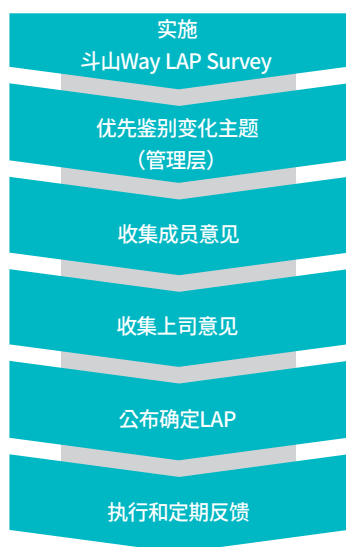 实施
斗山Way LAP Survey
优先鉴别变化主题
（管理层）
收集成员意见
收集上司意见
公布确定LAP
执行和定期反馈